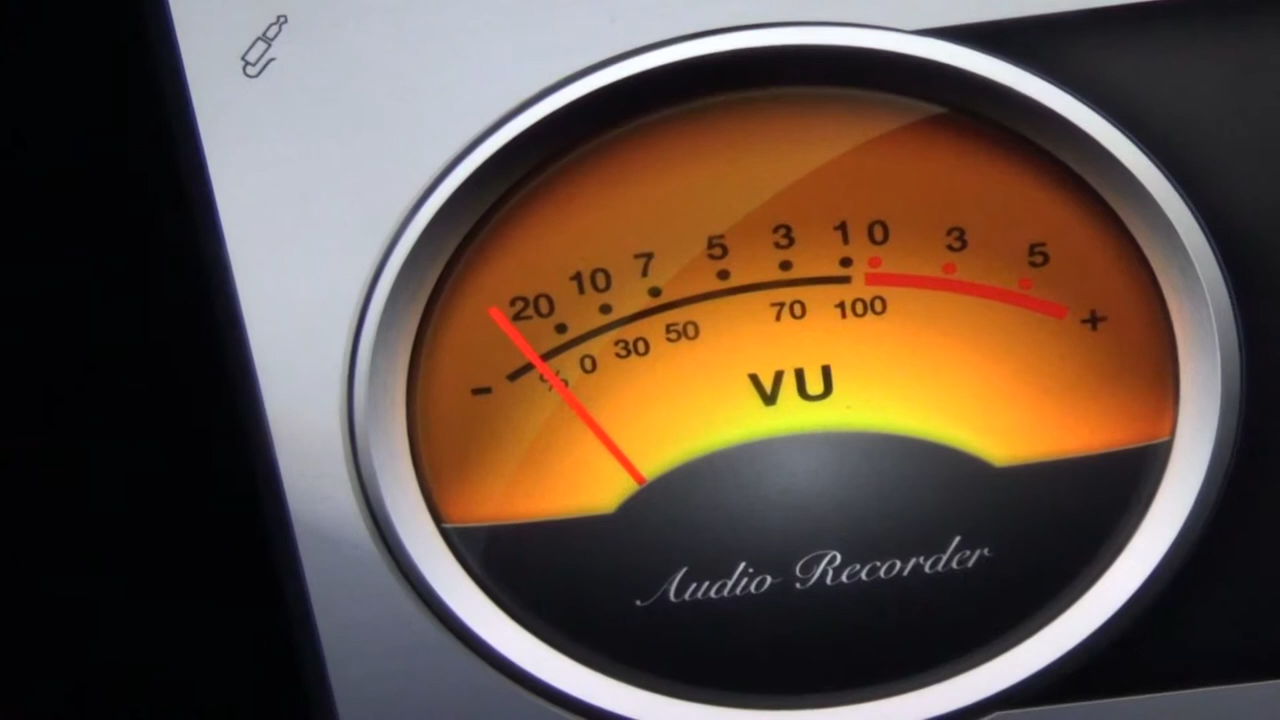 20 10 7 5 3 1 0 3 5
- % 0 30 50 70 100 +
VU
Audio Recorder